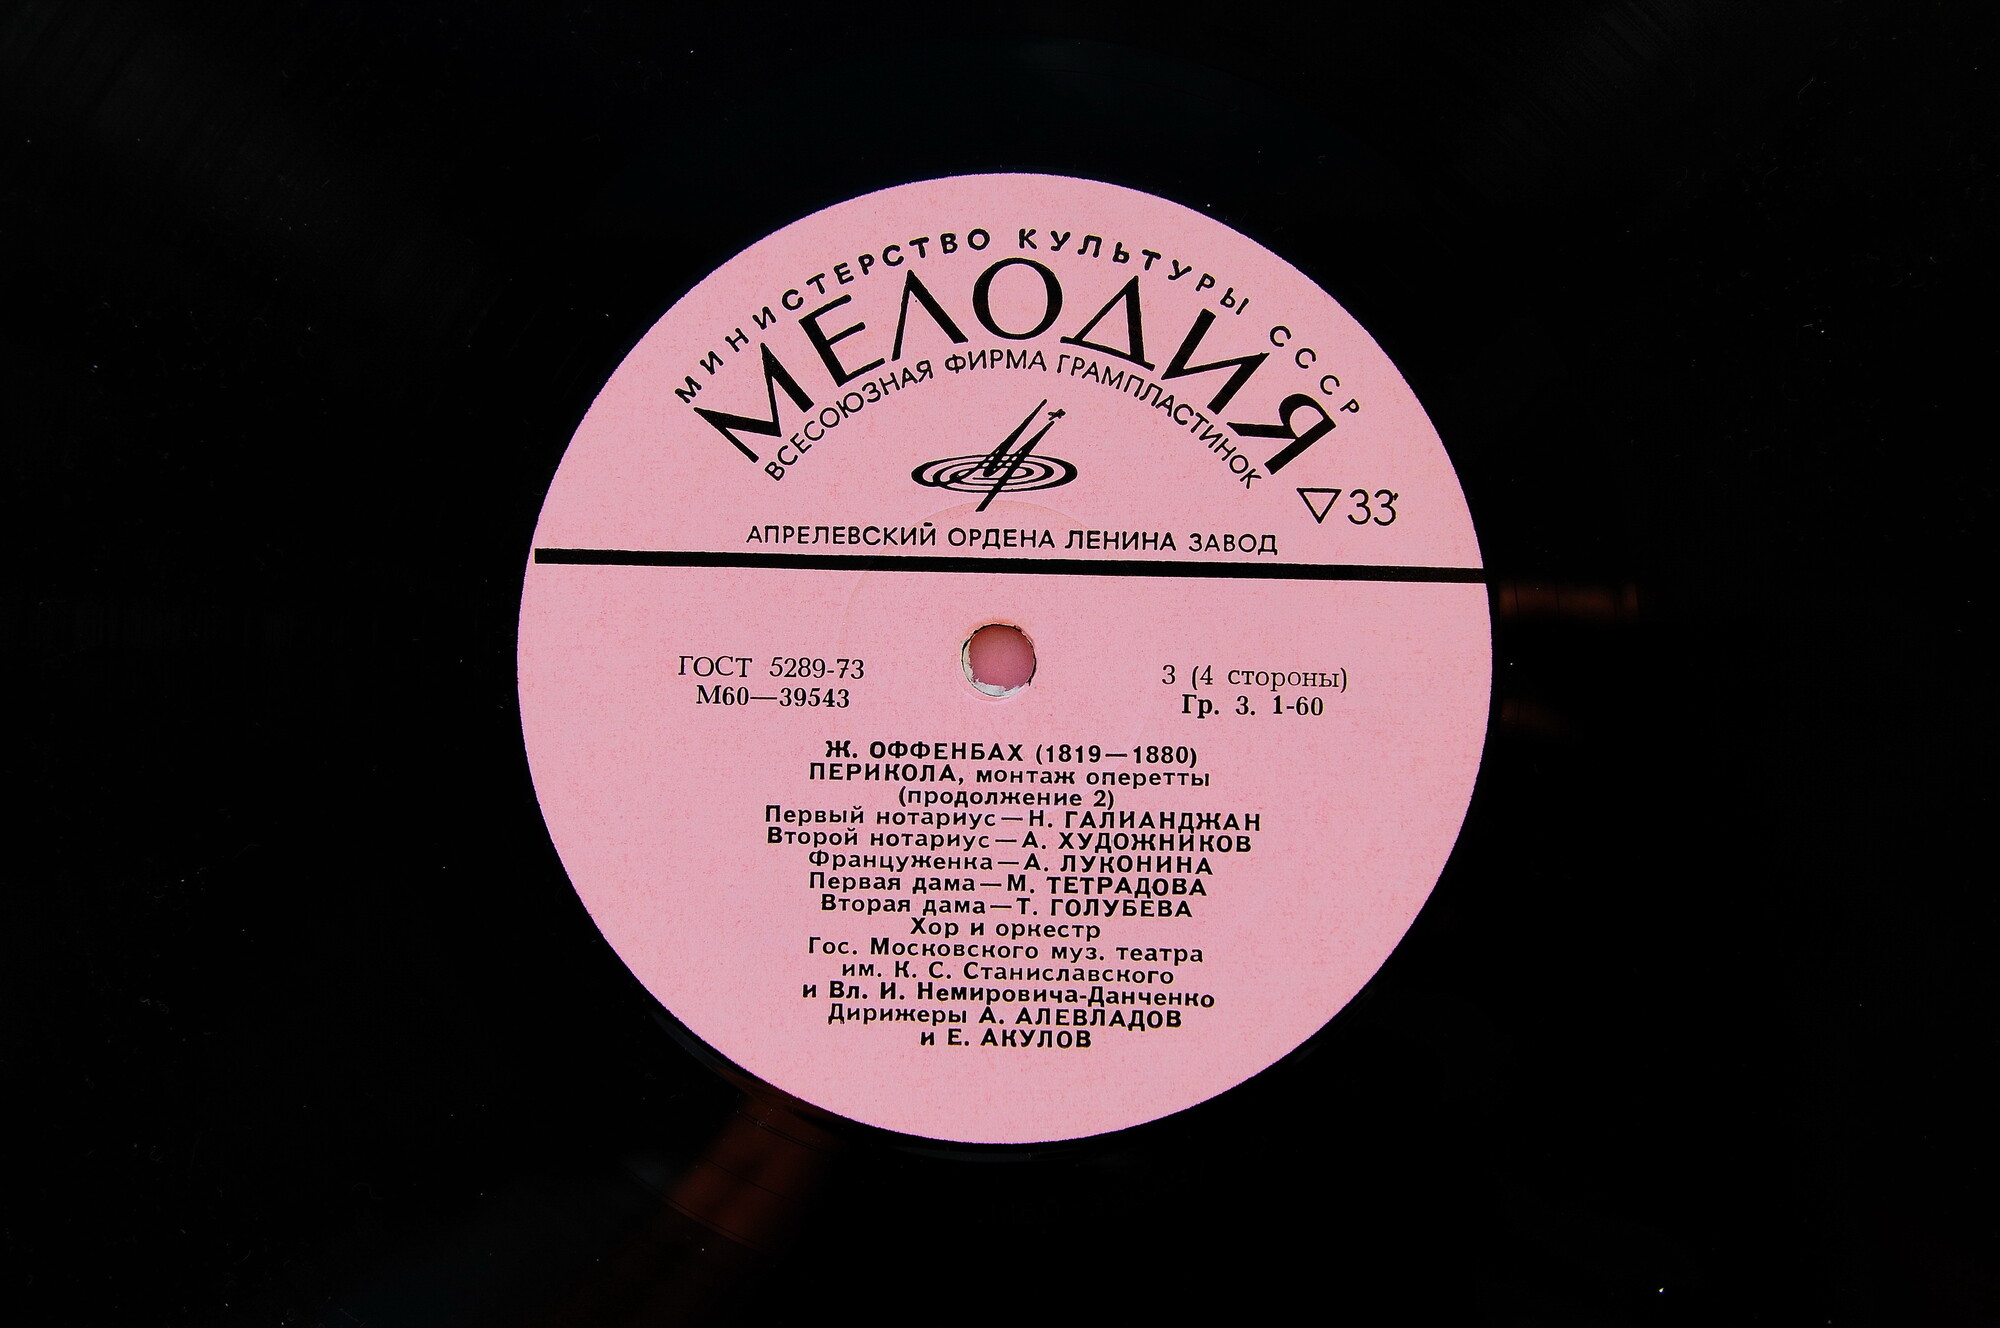 МИНИСТЕРСТВО КУЛЬТУРЫ СССР
МЕЛОДИЯ
ВСЕСОЮЗНАЯ ФИРМА ГРАМПЛАСТИНОК
▽33
АПРЕЛЕВСКИЙ ОРДЕНА ЛЕНИНА ЗАВОД
ГОСТ 5289-73
М60—39543
3 (4 стороны)
Гр. 3. 1-60
Ж. ОФФЕНБАХ (1819—1880)
ПЕРИКОЛА, монтаж оперетты
(продолжение 2)
Первый нотариус—Н. ГАЛИАНДЖАН
Второй нотариус—А. ХУДОЖНИКОВ
Француженка—А. ЛУКОНИНА
Первая дама—М. ТЕТРАДОВА
Вторая дама—Т. ГОЛУБЕВА
Хор и оркестр
Гос. Московского муз. театра
им. К. С. Станиславского
и Вл. И. Немировича-Данченко
Дирижеры А. АЛЕВЛАДОВ
и Е. АКУЛОВ